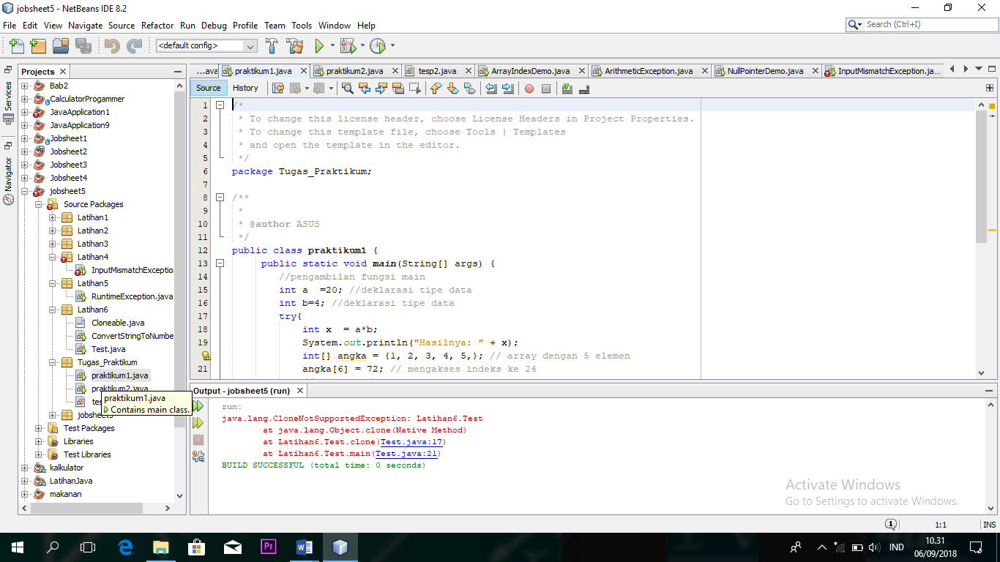 jobsheet5 - NetBeans IDE 8.2
File Edit View Navigate Source Refactor Run Debug Profile Team Tools Window Help
Search (Ctrl+I)
<default config>
Services
Navigator
Projects
Bab2
CalculatorProgammer
JavaApplication1
JavaApplication9
Jobsheet1
Jobsheet2
Jobsheet3
Jobsheet4
jobsheet5
Source Packages
Latihan1
Latihan2
Latihan3
Latihan4
InputMismatchExceptio
Latihan5
RuntimeException.java
Latihan6
Cloneable.java
ConvertStringToNumbe
Test.java
Tugas_Praktikum
praktikum1.java
praktikum2.java
tes
praktikum1.java
Contains main class.
jobsheet5
Test Packages
Libraries
Test Libraries
kalkulator
LatihanJava
makanan
...ava praktikum1.java praktikum2.java tesp2.java ArrayIndexDemo.java ArithmeticException.java NullPointerDemo.java InputMismatchException.ja...
Source History
1 /*
2 * To change this license header, choose License Headers in Project Properties.
3 * To change this template file, choose Tools | Templates
4 * and open the template in the editor.
5 */
6 package Tugas_Praktikum;
7
8 /**
9 *
10 * @author ASUS
11 */
12 public class praktikum1 {
13 public static void main(String[] args) {
14 //pengambilan fungsi main
15 int a  =20; //deklarasi tipe data
16 int b=4; //deklarasi tipe data
17 try{
18 int x  = a*b;
19 System.out.println("Hasilnya: " + x);
int[] angka = {1, 2, 3, 4, 5,}; // array dengan 5 elemen
21 angka[6] = 72; // mengakses indeks ke 24
Output - jobsheet5 (run)
run:
java.lang.CloneNotSupportedException: Latihan6.Test
at java.lang.Object.clone(Native Method)
at Latihan6.Test.clone(Test.java:17)
at Latihan6.Test.main(Test.java:21)
BUILD SUCCESSFUL (total time: 0 seconds)
Activate Windows
Go to Settings to activate Windows.
1
1:1
INS
Pr
IND
10.31
06/09/2018